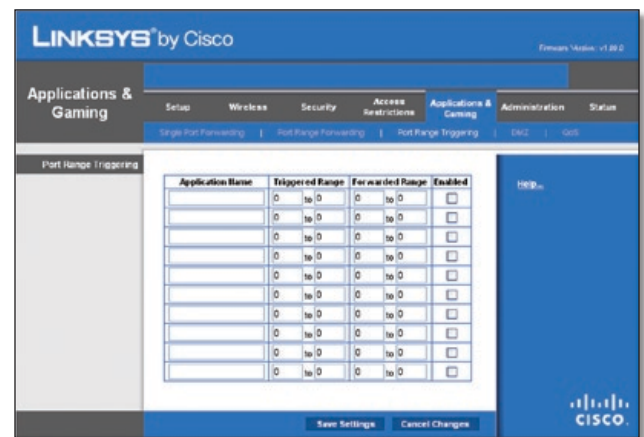 LINKSYS® by Cisco
Firmware Version: v1.00.0
Applications & Gaming
Setup Wireless Security Access Restrictions Applications & Gaming Administration Status
Single Port Forwarding | Port Range Forwarding | Port Range Triggering | DMZ | QoS
Port Range Triggering
Application Name Triggered Range Forwarded Range Enabled
0 to 0 0 to 0
0 to 0 0 to 0
0 to 0 0 to 0
0 to 0 0 to 0
0 to 0 0 to 0
0 to 0 0 to 0
0 to 0 0 to 0
0 to 0 0 to 0
0 to 0 0 to 0
0 to 0 0 to 0
Help...
Save Settings Cancel Changes
CISCO.